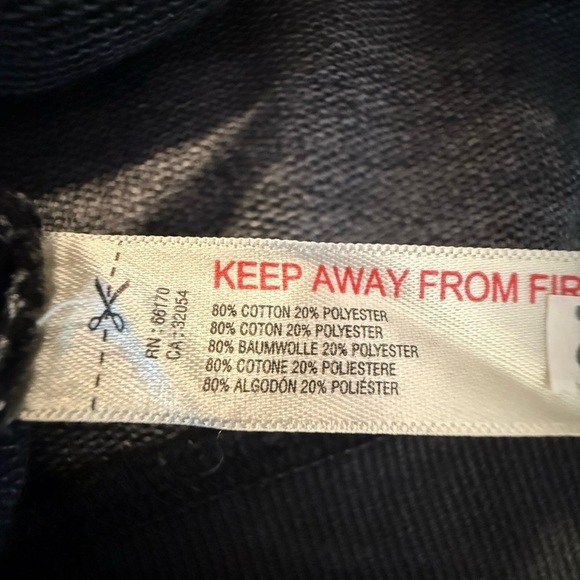 RN : 66170
CA : 32054
KEEP AWAY FROM FIR
80% COTTON 20% POLYESTER
80% COTON 20% POLYESTER
80% BAUMWOLLE 20% POLYESTER
80% COTONE 20% POLIESTERE
80% ALGODÓN 20% POLIÉSTER